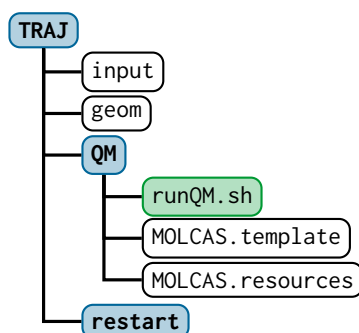 TRAJ
input
geom
QM
runQM.sh
MOLCAS.template
MOLCAS.resources
restart